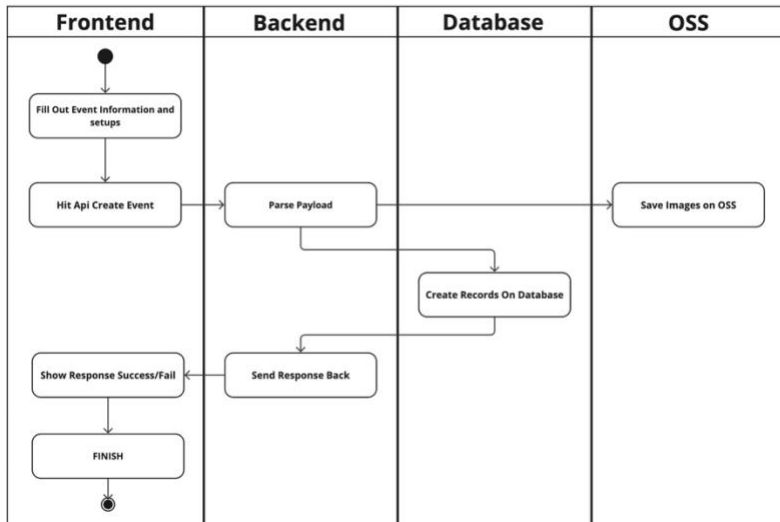 Frontend
Backend
Database
OSS
Fill Out Event Information and
setups
Hit Api Create Event
Parse Payload
Save Images on OSS
Create Records On Database
Show Response Success/Fail
Send Response Back
FINISH